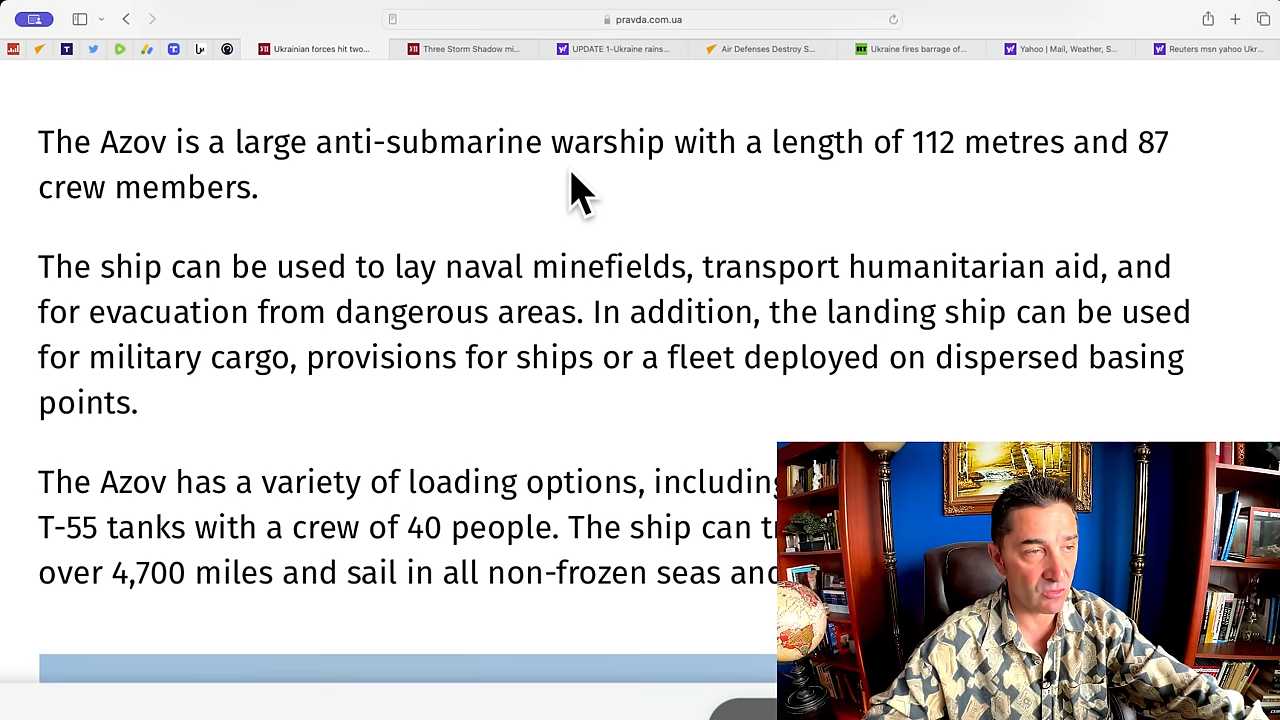 pravda.com.ua
Ukrainian forces hit two...
Three Storm Shadow mi...
UPDATE 1-Ukraine rains...
Air Defenses Destroy S...
RT
Ukraine fires barrage of...
Yahoo | Mail, Weather, S...
Reuters msn yahoo Ukr...
The Azov is a large anti-submarine warship with a length of 112 metres and 87
crew members.
The ship can be used to lay naval minefields, transport humanitarian aid, and
for evacuation from dangerous areas. In addition, the landing ship can be used
for military cargo, provisions for ships or a fleet deployed on dispersed basing
points.
The Azov has a variety of loading options, including
T-55 tanks with a crew of 40 people. The ship can
over 4,700 miles and sail in all non-frozen seas